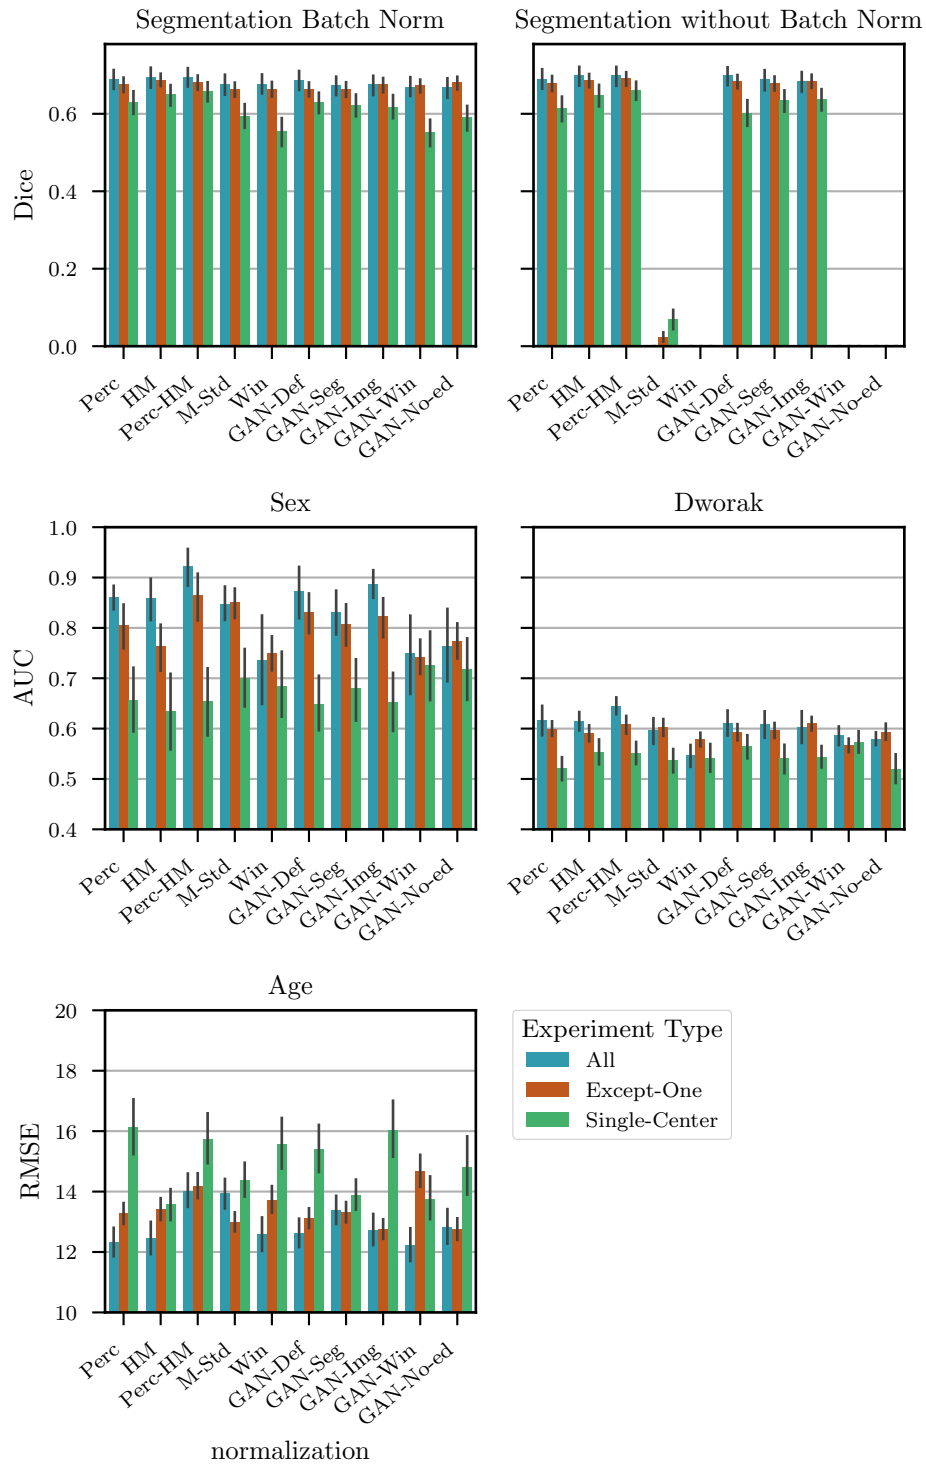 Segmentation Batch Norm
Segmentation without Batch Norm
Dice
0.6
0.4
0.2
0.0
Perc
HM
Perc-HM
M-Std
Win
GAN-Def
GAN-Seg
GAN-Img
GAN-Win
GAN-No-ed
Perc
HM
Perc-HM
M-Std
Win
GAN-Def
GAN-Seg
GAN-Img
GAN-Win
GAN-No-ed
Sex
Dworak
AUC
1.0
0.9
0.8
0.7
0.6
0.5
0.4
Perc
HM
Perc-HM
M-Std
Win
GAN-Def
GAN-Seg
GAN-Img
GAN-Win
GAN-No-ed
Perc
HM
Perc-HM
M-Std
Win
GAN-Def
GAN-Seg
GAN-Img
GAN-Win
GAN-No-ed
Age
RMSE
20
18
16
14
12
10
Perc
HM
Perc-HM
M-Std
Win
GAN-Def
GAN-Seg
GAN-Img
GAN-Win
GAN-No-ed
normalization
Experiment Type
All
Except-One
Single-Center